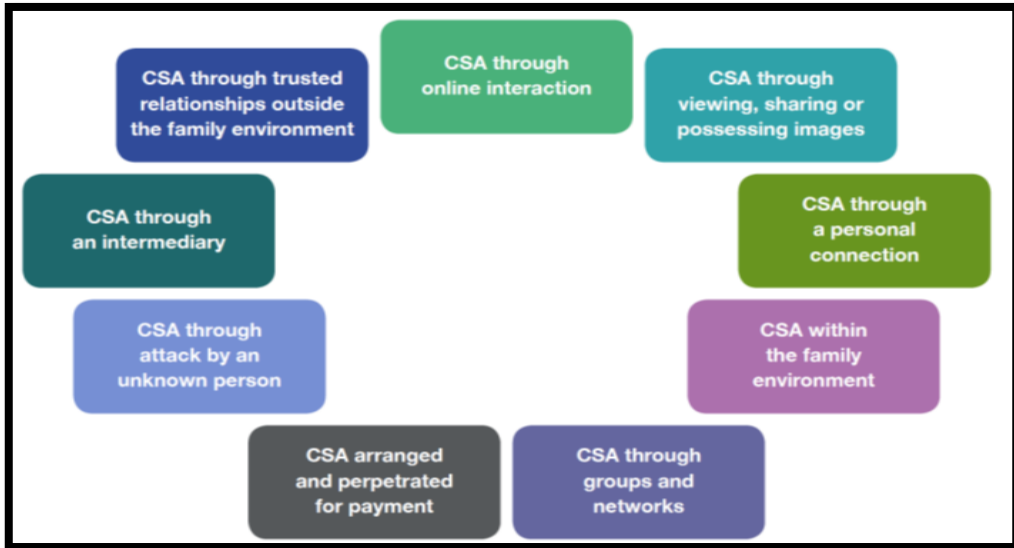 CSA through
online interaction
CSA through trusted
relationships outside
the family environment
CSA through
viewing, sharing or
possessing images
CSA through
an intermediary
CSA through
a personal
connection
CSA through
attack by an
unknown person
CSA within
the family
environment
CSA arranged
and perpetrated
for payment
CSA through
groups and
networks